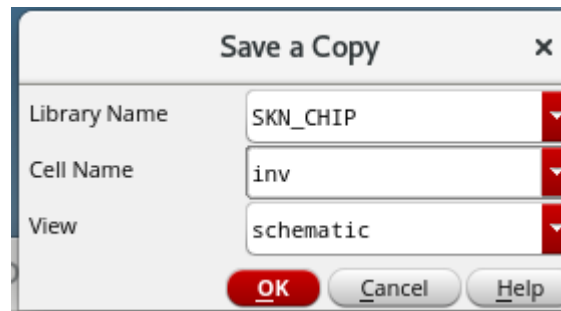 Save a Copy ×
Library Name SKN_CHIP
Cell Name inv
View schematic
OK Cancel Help